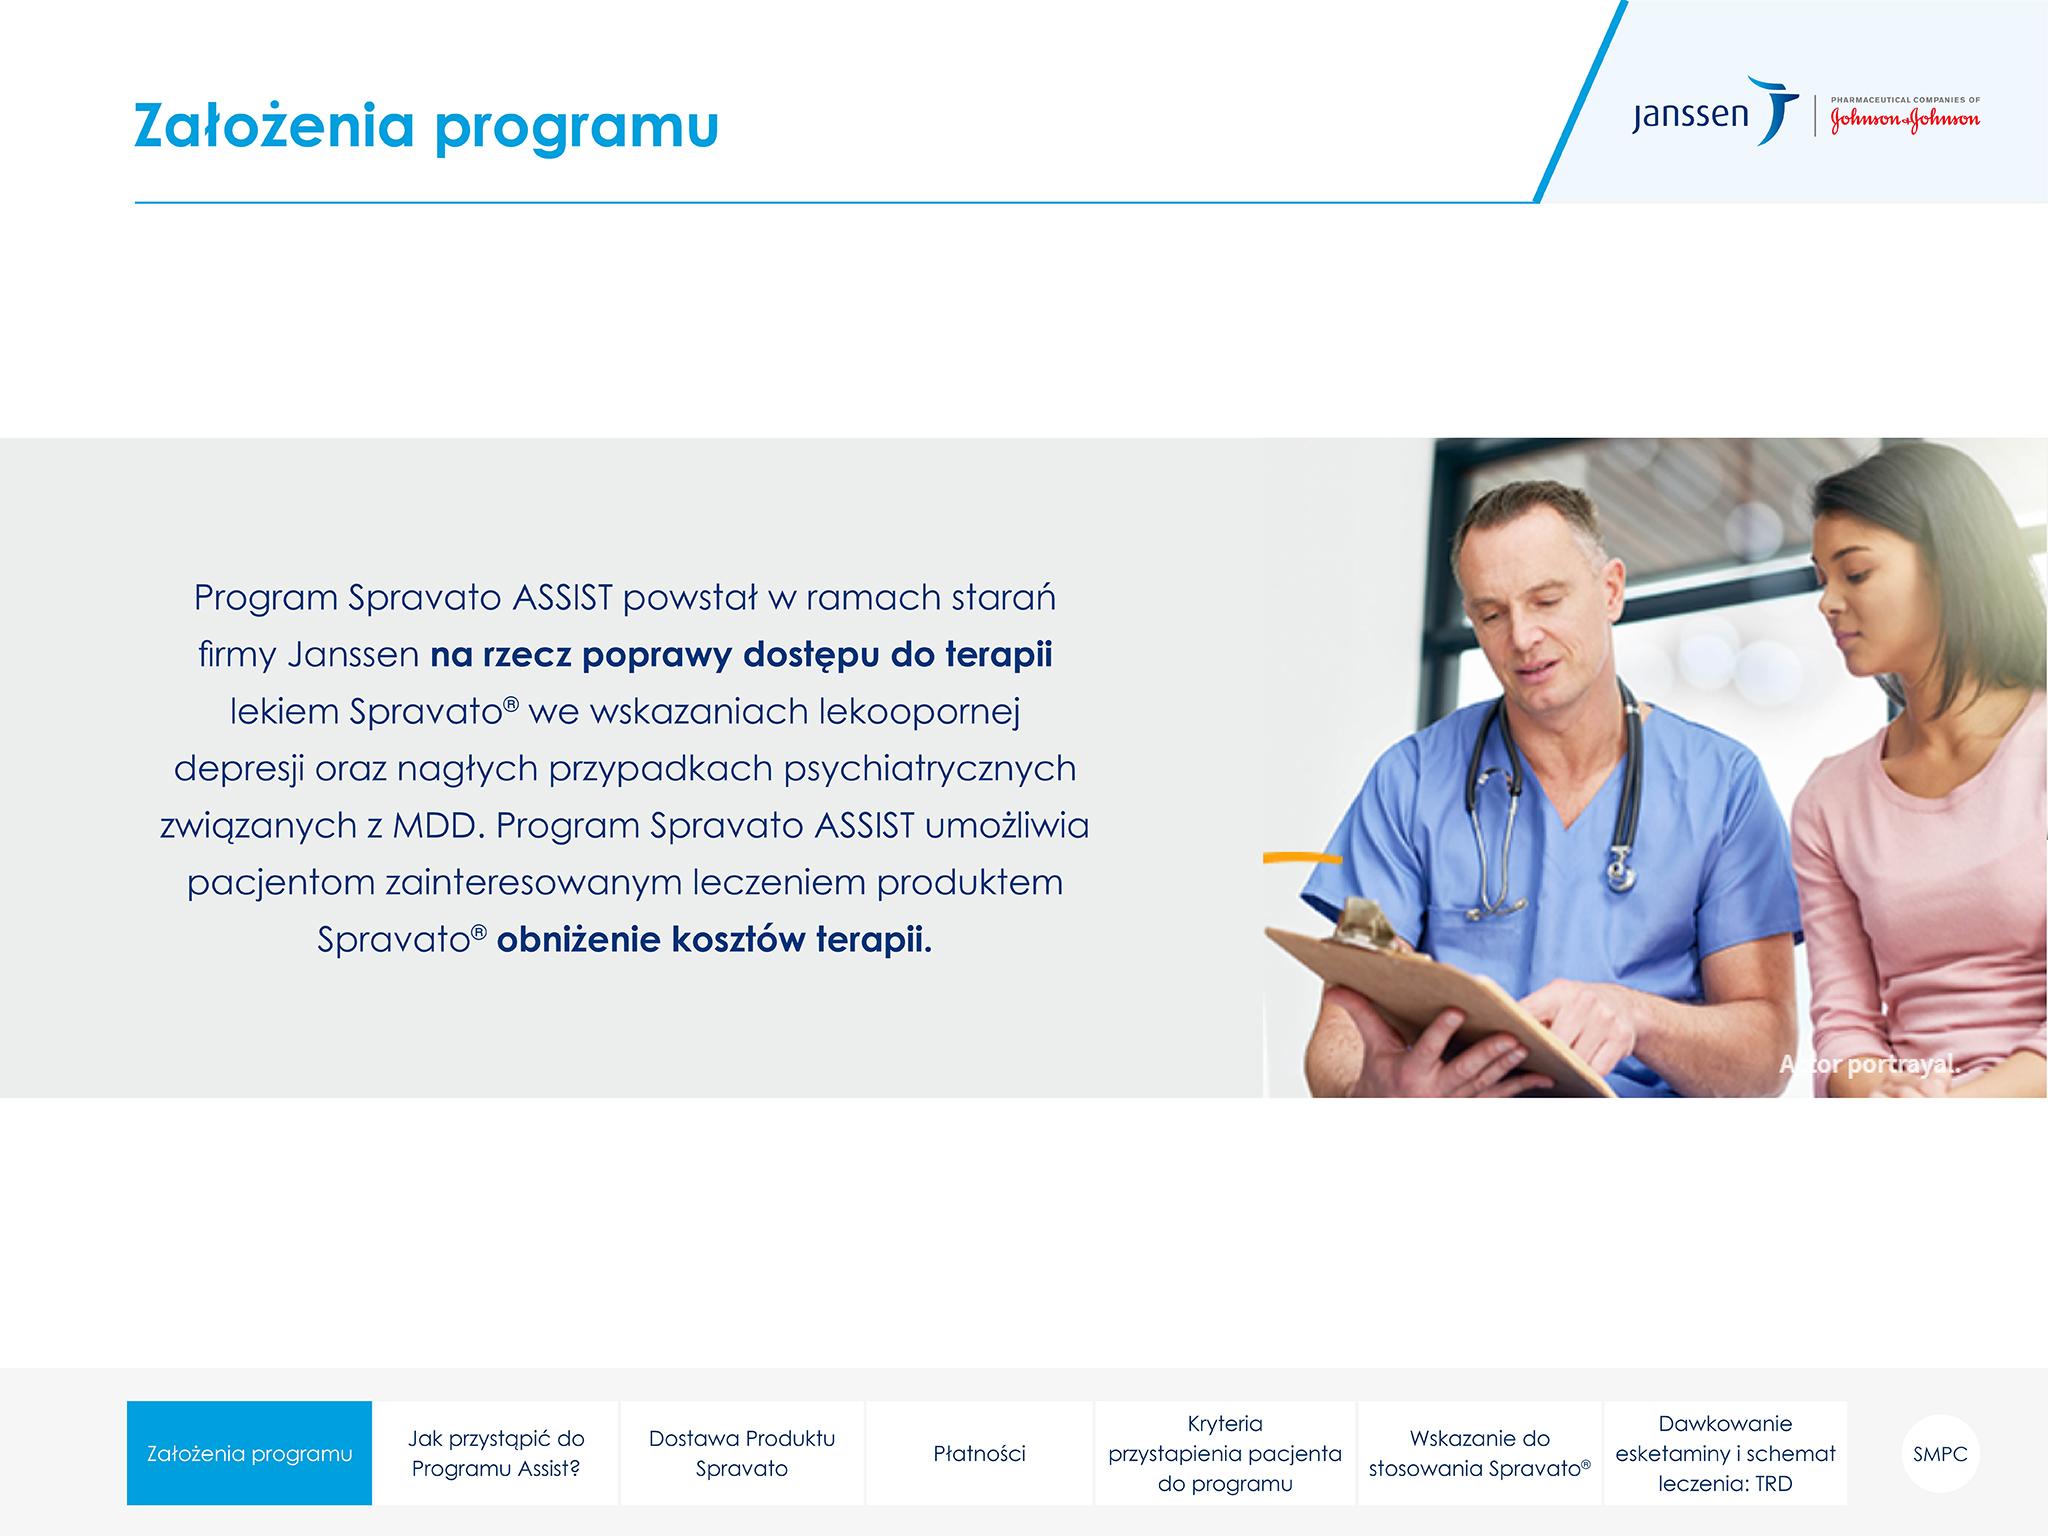 Założenia programu
janssen
PHARMACEUTICAL COMPANIES OF
Johnson & Johnson
Program Spravato ASSIST powstał w ramach starań
firmy Janssen na rzecz poprawy dostępu do terapii
lekiem Spravato® we wskazaniach lekoopornej
depresji oraz nagłych przypadkach psychiatrycznych
związanych z MDD. Program Spravato ASSIST umożliwia
pacjentom zainteresowanym leczeniem produktem
Spravato® obniżenie kosztów terapii.
Actor portrayal.
Założenia programu
Jak przystąpić do
Programu Assist?
Dostawa Produktu
Spravato
Płatności
Kryteria
przystapienia pacjenta
do programu
Wskazanie do
stosowania Spravato®
Dawkowanie
esketaminy i schemat
leczenia: TRD
SMPC